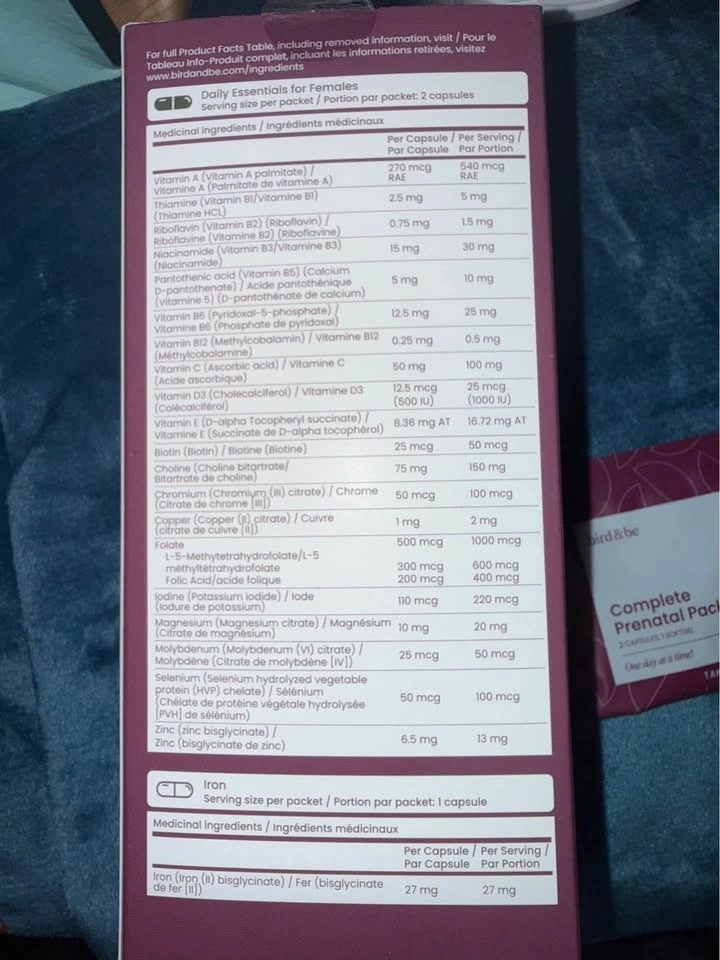 For full Product Facts Table, including removed information, visit / Pour le
Tableau Info-Produit complet, incluant les informations retirées, visitez
www.birdandbe.com/ingredients
Daily Essentials for Females
Serving size per packet / Portion par packet: 2 capsules
Medicinal ingredients / Ingrédients médicinaux
Per Capsule / Per Serving /
Par Capsule Par Portion
Vitamin A (Vitamin A palmitate) / 270 mcg 540 mcg
Vitamine A (Palmitate de vitamine A) RAE RAE
Thiamine (Vitamin B1/Vitamine B1) 2.5 mg 5 mg
(Thiamine HCL)
Riboflavin (Vitamin B2) (Riboflavin) / 0.75 mg 1.5 mg
Riboflavine (Vitamine B2) (Riboflavine)
Niacinamide (Vitamin B3/Vitamine B3) 15 mg 30 mg
(Niacinamide)
Pantothenic acid (Vitamin B5) (Calcium
D-pantothenate) / Acide pantothénique 5 mg 10 mg
(vitamine 5) (D-pantothénate de calcium)
Vitamin B6 (Pyridoxal-5-phosphate) / 12.5 mg 25 mg
Vitamine B6 (Phosphate de pyridoxal)
Vitamin B12 (Methylcobalamin) / Vitamine B12 0.25 mg 0.5 mg
(Méthylcobalamine)
Vitamin C (Ascorbic acid) / Vitamine C 50 mg 100 mg
(Acide ascorbique)
Vitamin D3 (Cholecalciferol) / Vitamine D3 12.5 mcg 25 mcg
(Colécalciférol) (500 IU) (1000 IU)
Vitamin E (D-alpha Tocopheryl succinate) / 8.36 mg AT 16.72 mg AT
Vitamine E (Succinate de D-alpha tocophérol)
Biotin (Biotin) / Biotine (Biotine) 25 mcg 50 mcg
Choline (Choline bitartrate/ 75 mg 150 mg
Bitartrate de choline)
Chromium (Chromium (III) citrate) / Chrome 50 mcg 100 mcg
(Citrate de chrome [III])
Copper (Copper (II) citrate) / Cuivre 1 mg 2 mg
(citrate de cuivre [II])
Folate 500 mcg 1000 mcg
L-5-Methytetrahydrofolate/L-5
méthyltétrahydrofolate 300 mcg 600 mcg
Folic Acid/acide folique 200 mcg 400 mcg
Iodine (Potassium iodide) / Iode 110 mcg 220 mcg
(Iodure de potassium)
Magnesium (Magnesium citrate) / Magnésium 10 mg 20 mg
(Citrate de magnésium)
Molybdenum (Molybdenum (VI) citrate) / 25 mcg 50 mcg
Molybdène (Citrate de molybdène [IV])
Selenium (Selenium hydrolyzed vegetable
protein (HVP) chelate) / Sélénium 50 mcg 100 mcg
(Chélate de protéine végétale hydrolysée
[PVH] de sélénium)
Zinc (zinc bisglycinate) / 6.5 mg 13 mg
Zinc (bisglycinate de zinc)
Iron
Serving size per packet / Portion par packet: 1 capsule
Medicinal ingredients / Ingrédients médicinaux
Per Capsule / Per Serving /
Par Capsule Par Portion
Iron (Iron (II) bisglycinate) / Fer (bisglycinate 27 mg 27 mg
de fer [II])
bird&be
Complete
Prenatal Pack
3 CAPSULES, 1 SOFTGEL
One day at a time!